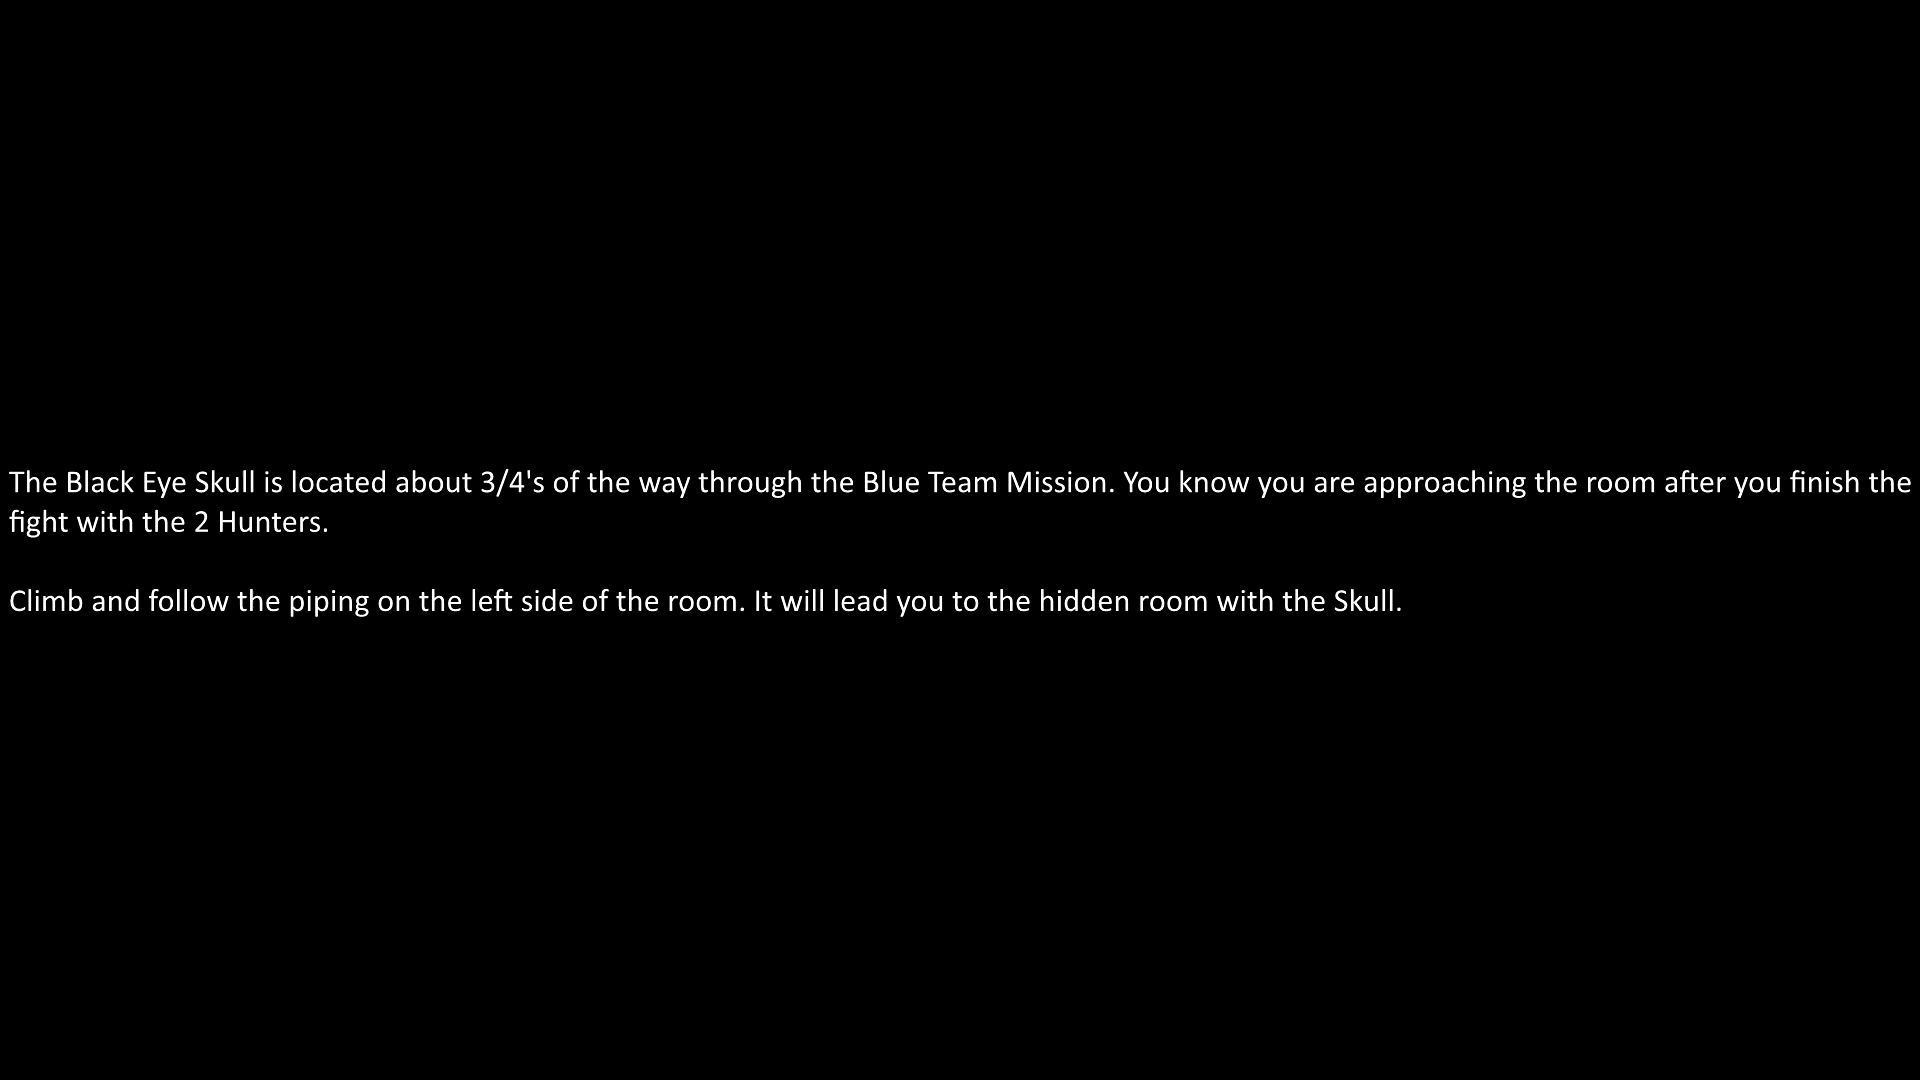 The Black Eye Skull is located about 3/4's of the way through the Blue Team Mission. You know you are approaching the room after you finish the
fight with the 2 Hunters.
Climb and follow the piping on the left side of the room. It will lead you to the hidden room with the Skull.